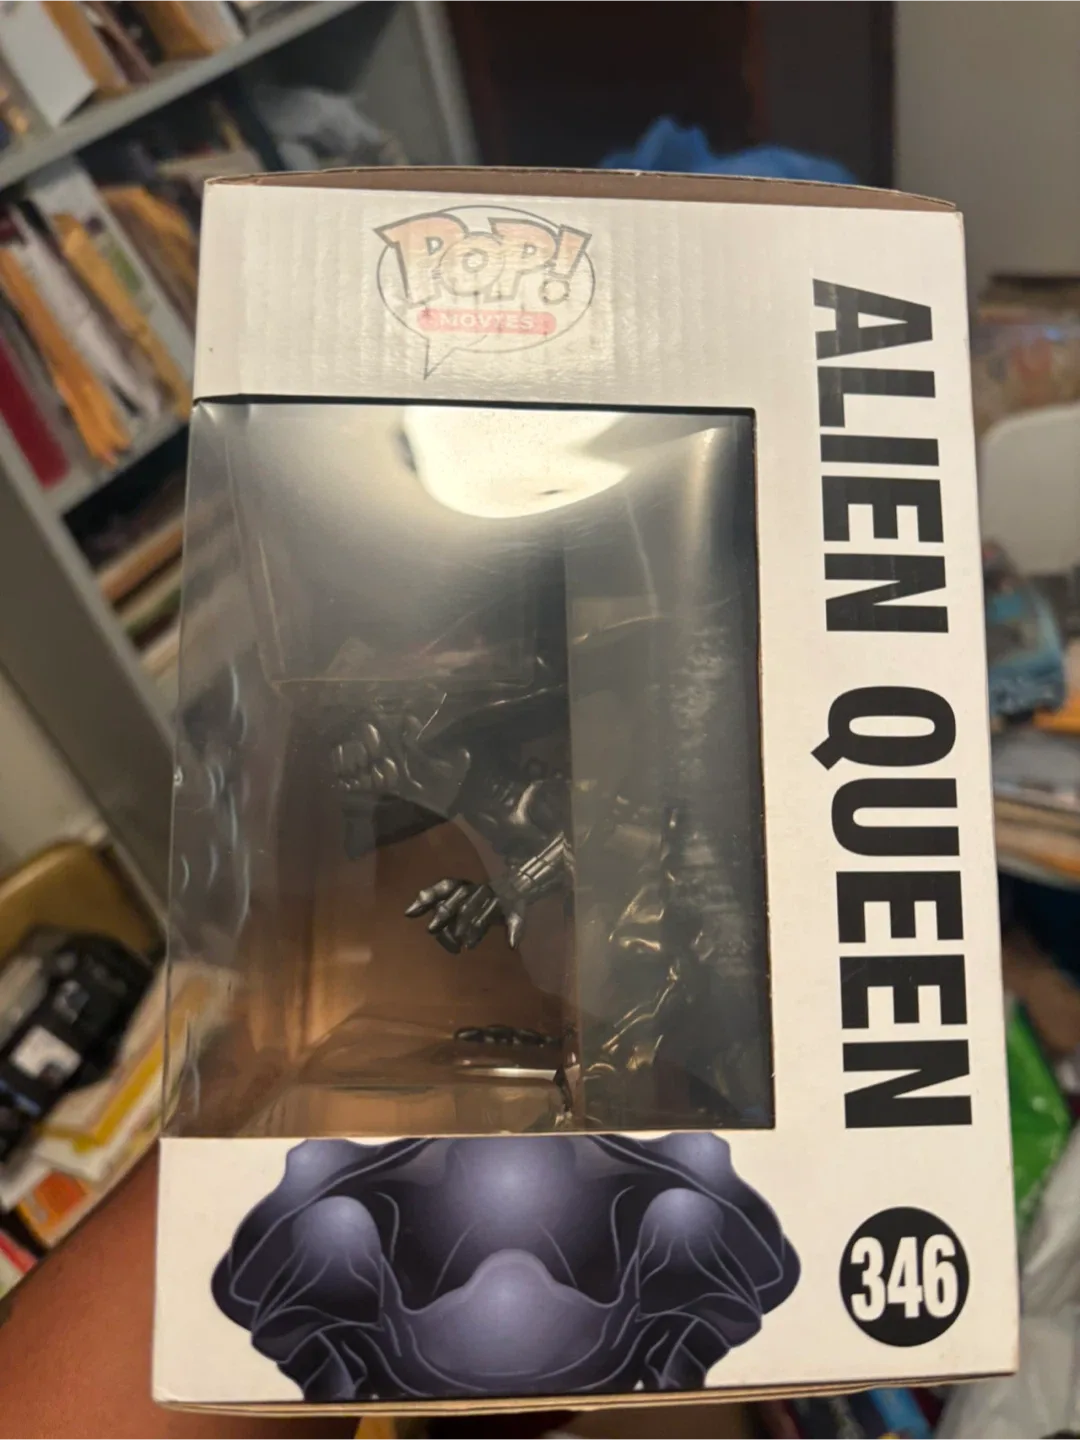 POP!
MOVIES
ALIEN QUEEN
346